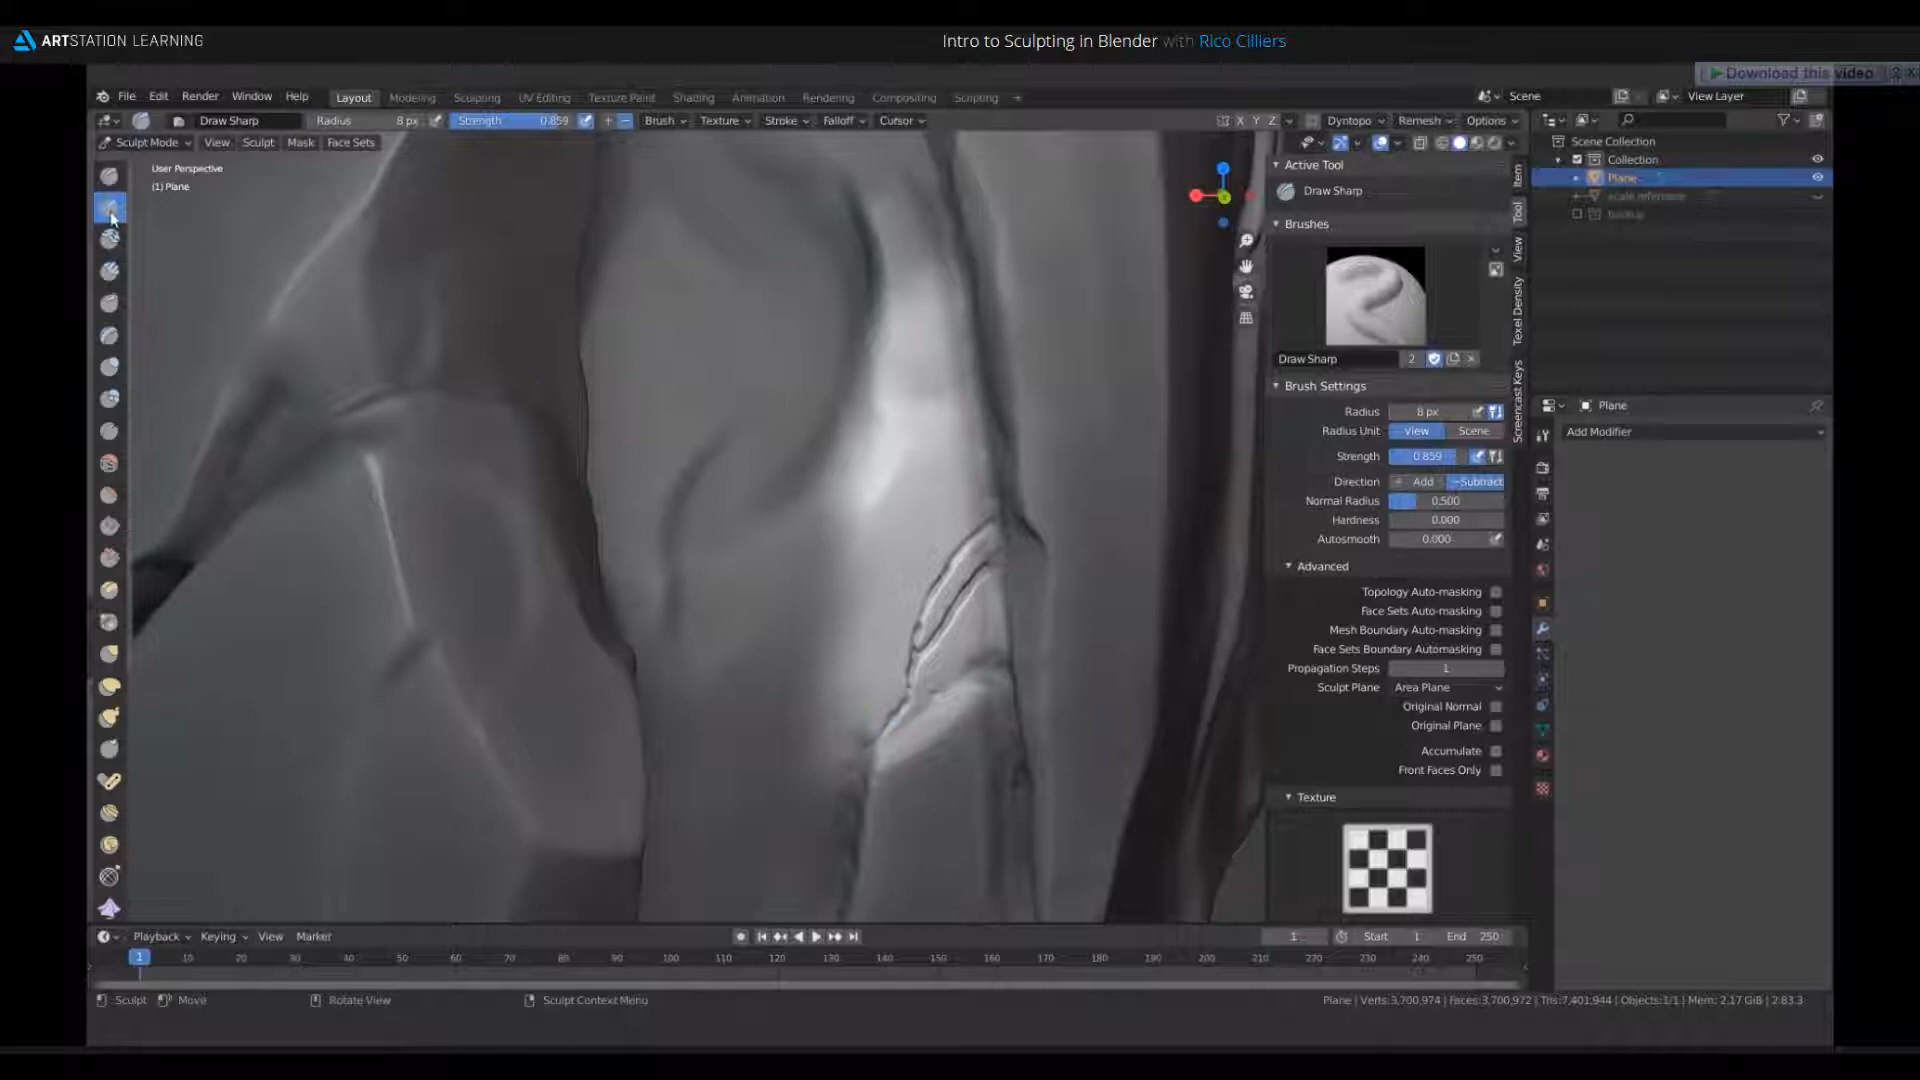 ARTSTATION LEARNING
Intro to Sculpting in Blender with Rico Cilliers
Download this video
File Edit Render Window Help Layout Modeling Sculpting UV Editing Texture Paint Shading Animation Rendering Compositing Scripting +
Scene
View Layer
Draw Sharp Radius 8 px Strength 0.859 + − Brush Texture Stroke Falloff Cursor
X Y Z Dyntopo Remesh Options
Sculpt Mode View Sculpt Mask Face Sets
User Perspective
(1) Plane
Active Tool
Draw Sharp
Brushes
Draw Sharp 2
Brush Settings
Radius 8 px
Radius Unit View Scene
Strength 0.859
Direction + Add − Subtract
Normal Radius 0.500
Hardness 0.000
Autosmooth 0.000
Advanced
Topology Auto-masking
Face Sets Auto-masking
Mesh Boundary Auto-masking
Face Sets Boundary Automasking
Propagation Steps 1
Sculpt Plane Area Plane
Original Normal
Original Plane
Accumulate
Front Faces Only
Texture
Item
Tool
View
Texel Density
Screencast Keys
Scene Collection
Collection
Plane
scale reference
backup
Plane
Add Modifier
Playback Keying View Marker
1 Start 1 End 250
1 10 20 30 40 50 60 70 80 90 100 110 120 130 140 150 160 170 180 190 200 210 220 230 240 250
Sculpt Move Rotate View Sculpt Context Menu
Plane | Verts:3,700,974 | Faces:3,700,972 | Tris:7,401,944 | Objects:1/1 | Mem: 2.17 GiB | 2.83.3